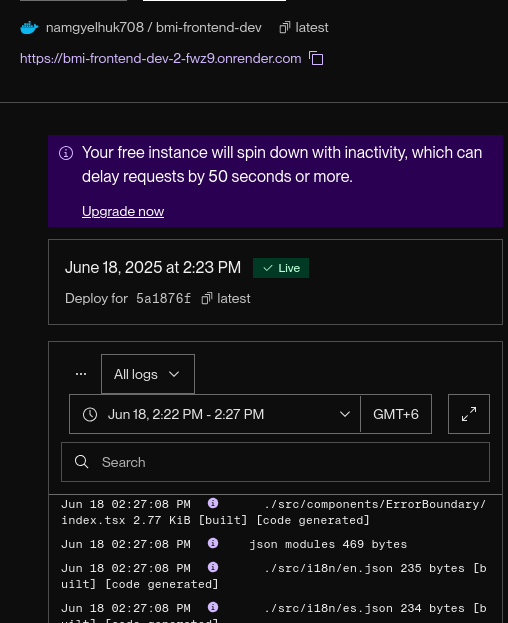 namgyelhuk708 / bmi-frontend-dev latest
https://bmi-frontend-dev-2-fwz9.onrender.com
Your free instance will spin down with inactivity, which can
delay requests by 50 seconds or more.
Upgrade now
June 18, 2025 at 2:23 PM Live
Deploy for 5a1876f latest
... All logs
Jun 18, 2:22 PM - 2:27 PM GMT+6
Search
Jun 18 02:27:08 PM ./src/components/ErrorBoundary/
index.tsx 2.77 KiB [built] [code generated]
Jun 18 02:27:08 PM json modules 469 bytes
Jun 18 02:27:08 PM ./src/i18n/en.json 235 bytes [b
uilt] [code generated]
Jun 18 02:27:08 PM ./src/i18n/es.json 234 bytes [b
uilt] [code generated]